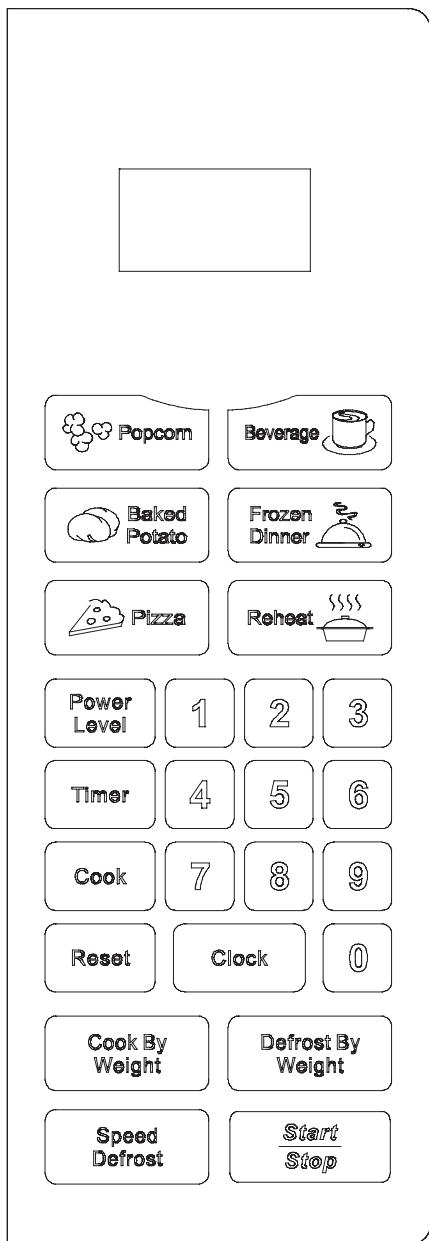 Popcorn
Beverage
Baked
Potato
Frozen
Dinner
Pizza
Reheat
Power
Level
1
2
3
Timer
4
5
6
Cook
7
8
9
Reset
Clock
0
Cook By
Weight
Defrost By
Weight
Speed
Defrost
Start
Stop